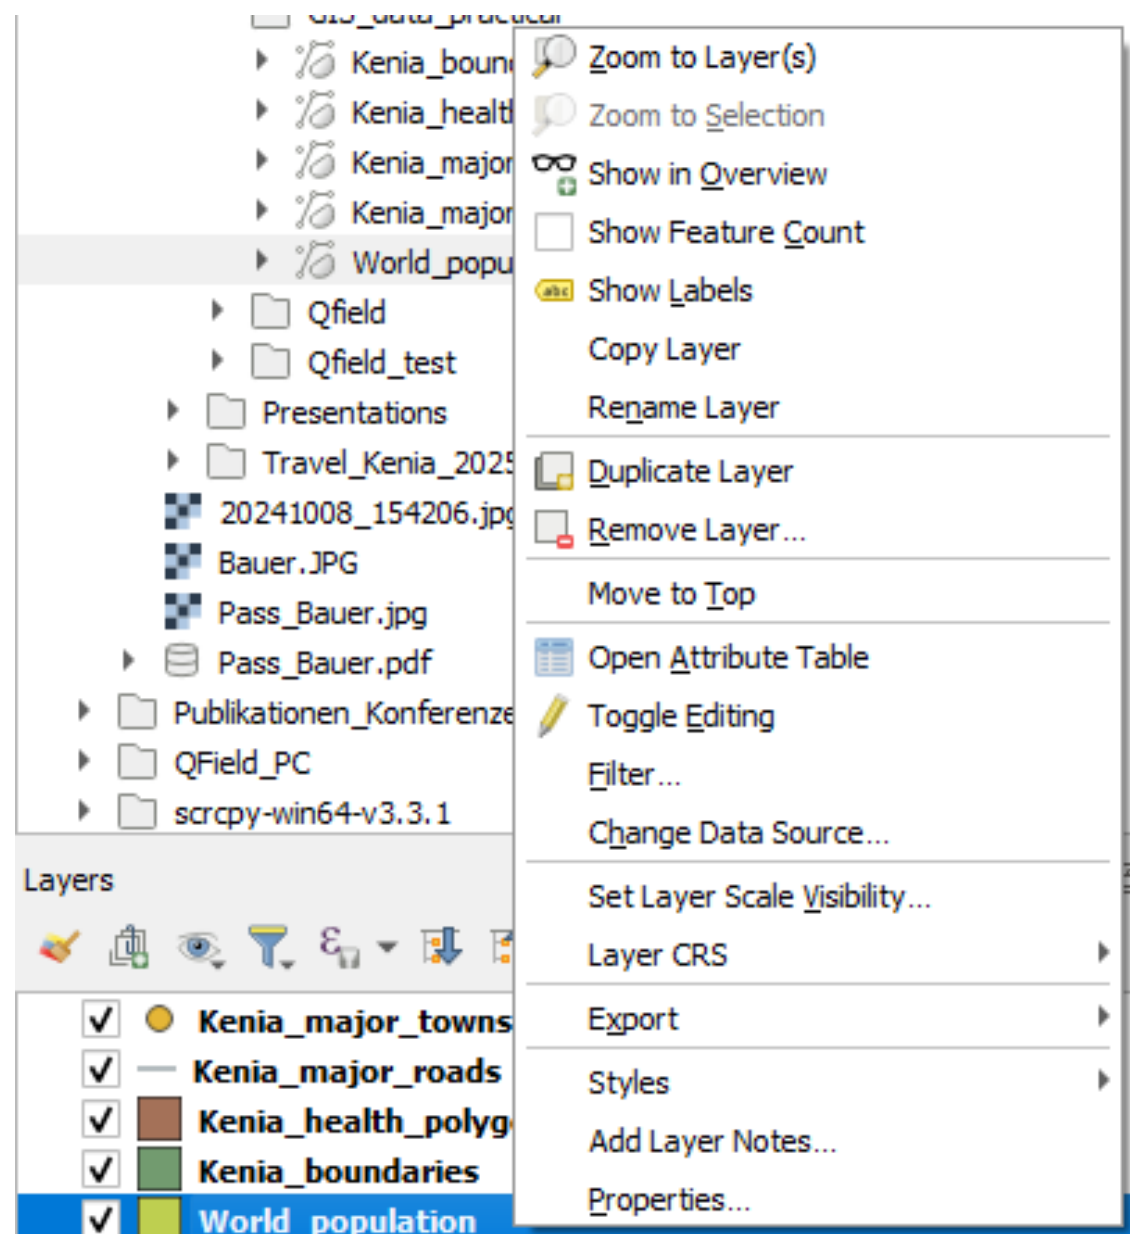 GIS_data_practical
Kenia_boun
Kenia_healt
Kenia_major
Kenia_major
World_popu
Qfield
Qfield_test
Presentations
Travel_Kenia_2025
20241008_154206.jpg
Bauer.JPG
Pass_Bauer.jpg
Pass_Bauer.pdf
Publikationen_Konferenze
QField_PC
scrcpy-win64-v3.3.1
Zoom to Layer(s)
Zoom to Selection
Show in Overview
Show Feature Count
abc Show Labels
Copy Layer
Rename Layer
Duplicate Layer
Remove Layer...
Move to Top
Open Attribute Table
Toggle Editing
Filter...
Change Data Source...
Set Layer Scale Visibility...
Layer CRS
Export
Styles
Add Layer Notes...
Properties...
Layers
ε
Kenia_major_towns
Kenia_major_roads
Kenia_health_polyg
Kenia_boundaries
World_population